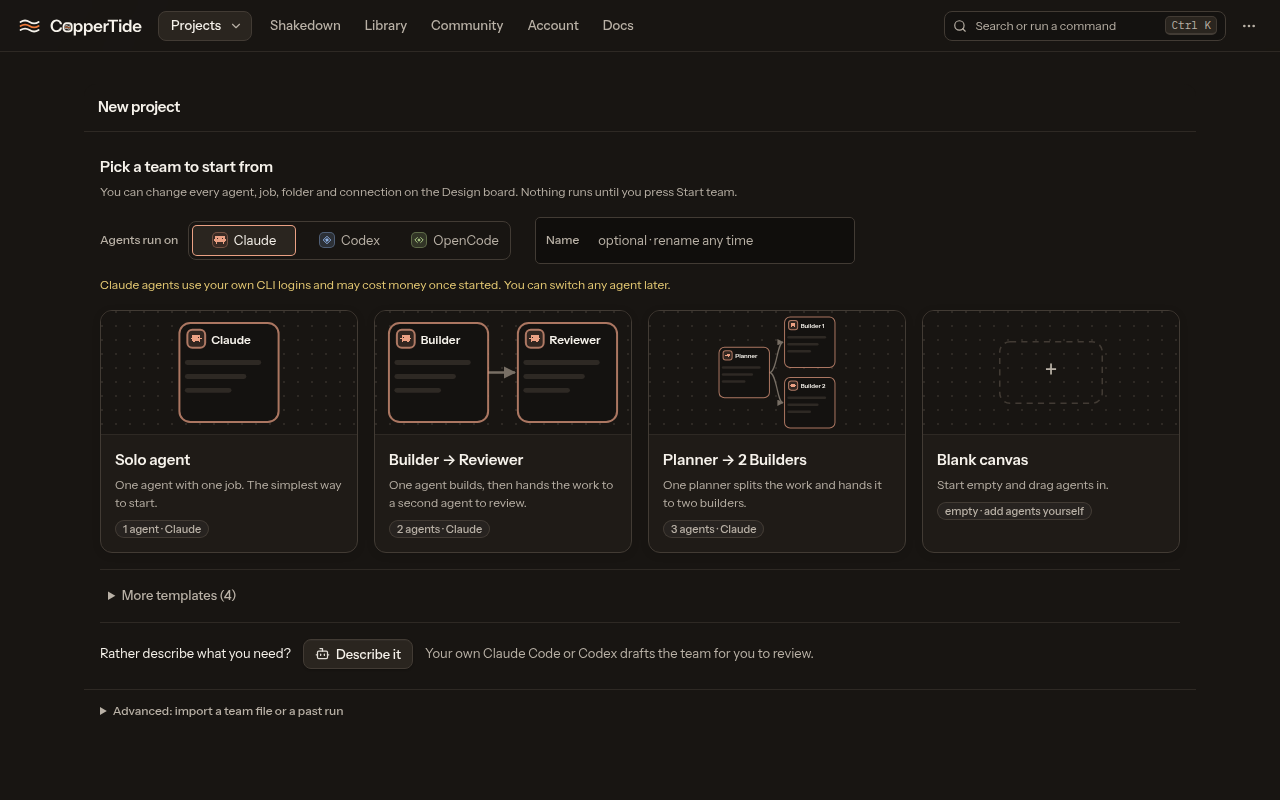 CopperTide
Projects
Shakedown
Library
Community
Account
Docs
Search or run a command
Ctrl K
New project
Pick a team to start from
You can change every agent, job, folder and connection on the Design board. Nothing runs until you press Start team.
Agents run on
Claude
Codex
OpenCode
Name
optional · rename any time
Claude agents use your own CLI logins and may cost money once started. You can switch any agent later.
Claude
Solo agent
One agent with one job. The simplest way
to start.
1 agent · Claude
Builder
Reviewer
Builder → Reviewer
One agent builds, then hands the work to
a second agent to review.
2 agents · Claude
Planner
Builder 1
Builder 2
Planner → 2 Builders
One planner splits the work and hands it
to two builders.
3 agents · Claude
Blank canvas
Start empty and drag agents in.
empty · add agents yourself
More templates (4)
Rather describe what you need?
Describe it
Your own Claude Code or Codex drafts the team for you to review.
Advanced: import a team file or a past run